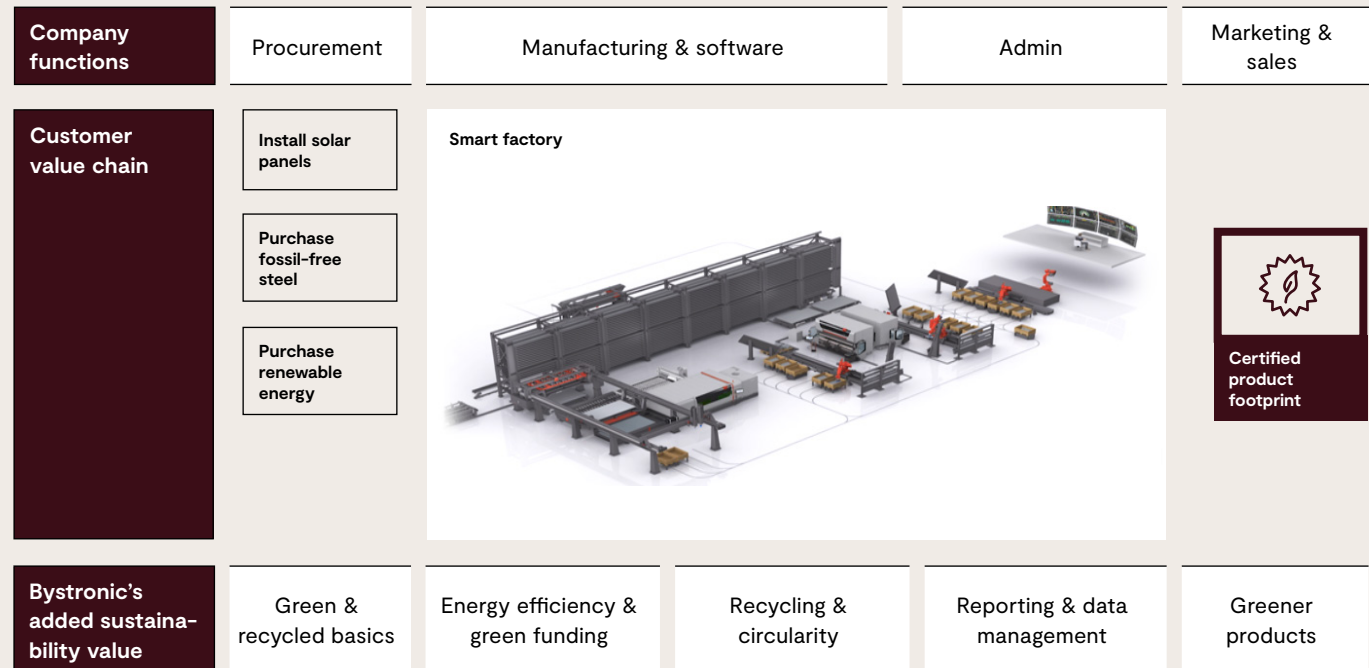 Company
functions
Procurement
Manufacturing & software
Admin
Marketing &
sales
Customer
value chain
Install solar
panels
Purchase
fossil-free
steel
Purchase
renewable
energy
Smart factory
Certified
product
footprint
Bystronic’s
added sustaina-
bility value
Green &
recycled basics
Energy efficiency &
green funding
Recycling &
circularity
Reporting & data
management
Greener
products